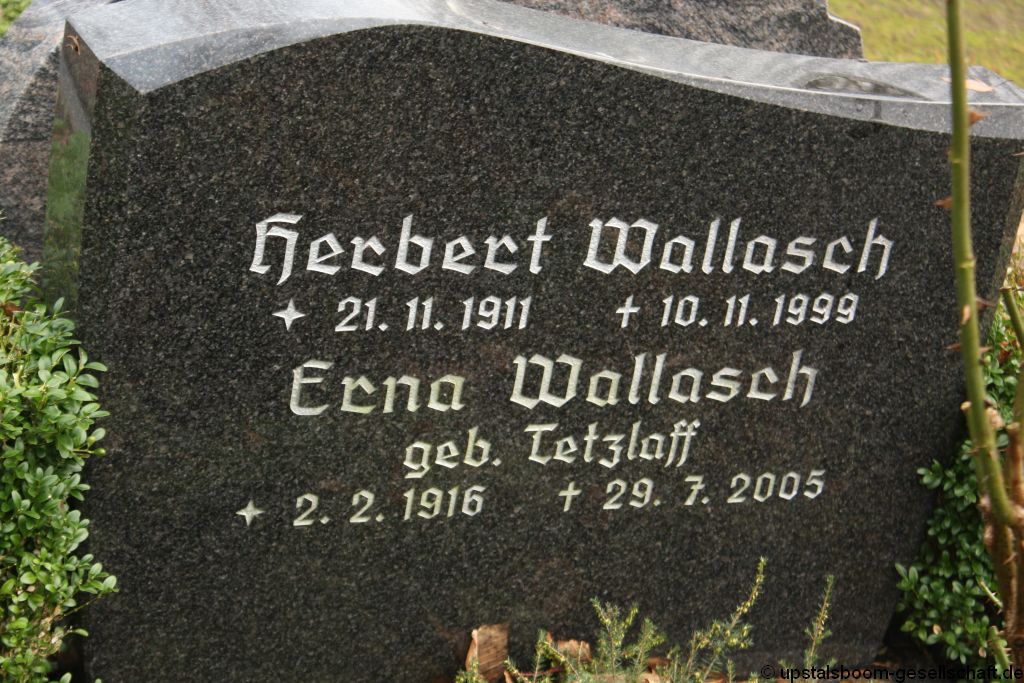 Herbert Wallasch
✦ 21. 11. 1911 † 10. 11. 1999
Erna Wallasch
geb. Tetzlaff
✦ 2. 2. 1916 † 29. 7. 2005
© upstalsboom-gesellschaft.de